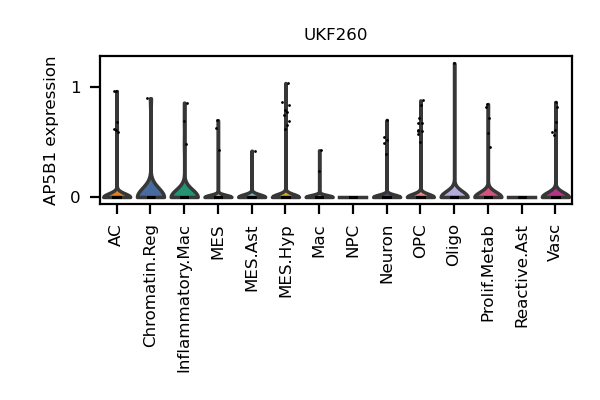 UKF260
AP5B1 expression
1
0
AC
Chromatin.Reg
Inflammatory.Mac
MES
MES.Ast
MES.Hyp
Mac
NPC
Neuron
OPC
Oligo
Prolif.Metab
Reactive.Ast
Vasc